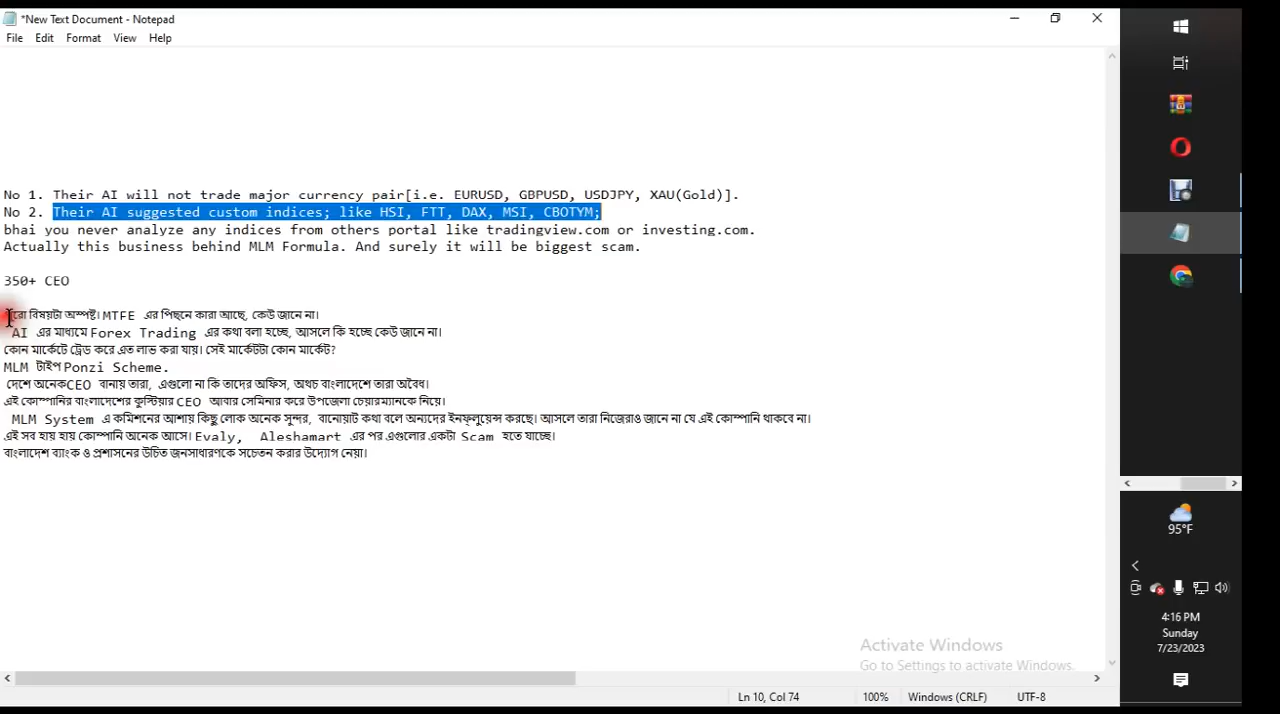 *New Text Document - Notepad
File Edit Format View Help
No 1. Their AI will not trade major currency pair[i.e. EURUSD, GBPUSD, USDJPY, XAU(Gold)].
No 2. Their AI suggested custom indices; like HSI, FTT, DAX, MSI, CBOTYM;
bhai you never analyze any indices from others portal like tradingview.com or investing.com.
Actually this business behind MLM Formula. And surely it will be biggest scam.
350+ CEO
বিষয়টা অস্পষ্ট। MTFE এর পিছনে কারা আছে, কেউ জানে না।
AI এর মাধ্যমে Forex Trading এর কথা বলা হচ্ছে, আসলে কি হচ্ছে কেউ জানে না।
কোন মার্কেটে ট্রেড করে এত লাভ করা যায়। সেই মার্কেটটা কোন মার্কেট?
MLM টাইপ Ponzi Scheme.
দেশে অনেকCEO বানায় তারা, এগুলো না কি তাদের অফিস, অথচ বাংলাদেশে তারা অবৈধ।
এই কোম্পানির বাংলাদেশের কুস্টিয়ার CEO আবার সেমিনার করে উপজেলা চেয়ারম্যানকে নিয়ে।
MLM System এ কমিশনের আশায় কিছু লোক অনেক সুন্দর, বানোয়াট কথা বলে অন্যদের ইনফ্লুয়েন্স করছে। আসলে তারা নিজেরাও জানে না যে এই কোম্পানি থাকবে না।
এই সব হায় হায় কোম্পানি অনেক আসে। Evaly, Aleshamart এর পর এগুলোর একটা Scam হতে যাচ্ছে।
বাংলাদেশ ব্যাংক ও প্রশাসনের উচিত জনসাধারণকে সচেতন করার উদ্যোগ নেয়া।
95°F
4:16 PM
Sunday
7/23/2023
Activate Windows
Go to Settings to activate Windows.
Ln 10, Col 74 100% Windows (CRLF) UTF-8